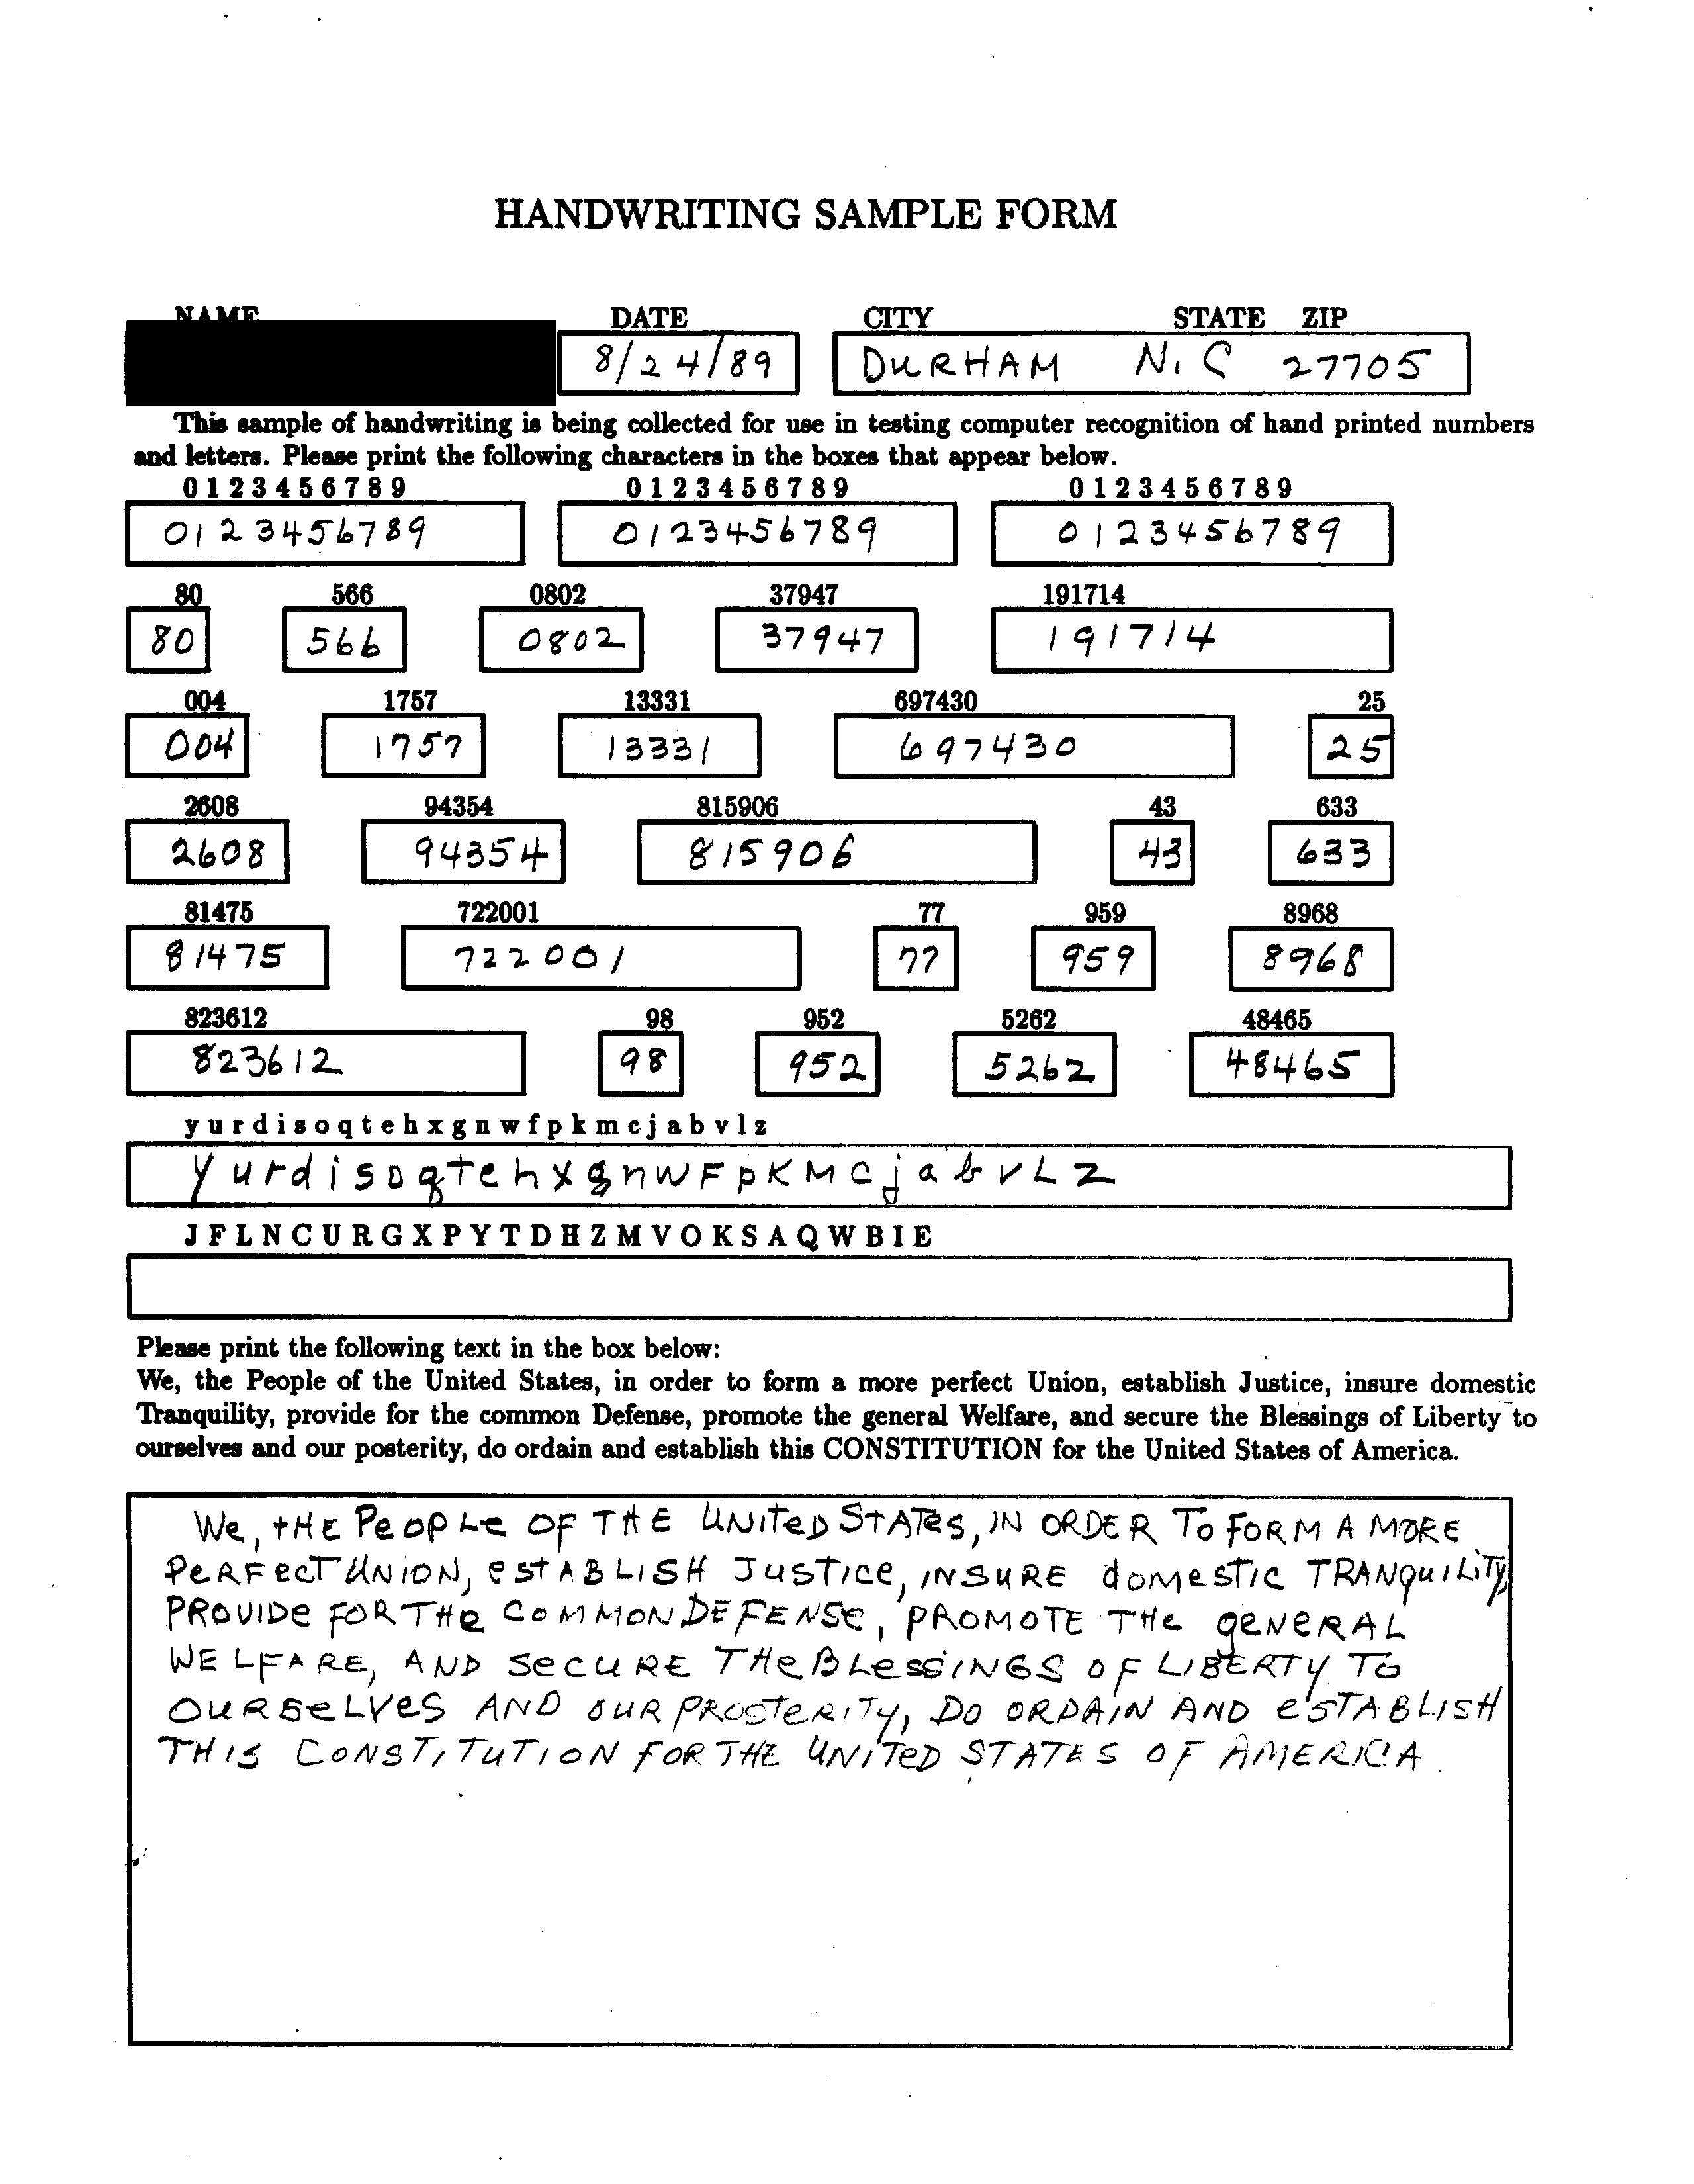 HANDWRITING SAMPLE FORM
NAME DATE CITY STATE ZIP
8/24/89 DURHAM N.C 27705
This sample of handwriting is being collected for use in testing computer recognition of hand printed numbers
and letters. Please print the following characters in the boxes that appear below.
0 1 2 3 4 5 6 7 8 9 0 1 2 3 4 5 6 7 8 9 0 1 2 3 4 5 6 7 8 9
0123456789 0123456789 0123456789
80 566 0802 37947 191714
80 566 0802 37947 191714
004 1757 13331 697430 25
004 1757 13331 697430 25
2608 94354 815906 43 633
2608 94354 815906 43 633
81475 722001 77 959 8968
81475 722001 77 959 8968
823612 98 952 5262 48465
823612 98 952 5262 48465
y u r d i s o q t e h x g n w f p k m c j a b v l z
y u r d i s o q t e h x g n W F p K M C j a b v L z
J F L N C U R G X P Y T D H Z M V O K S A Q W B I E
Please print the following text in the box below:
We, the People of the United States, in order to form a more perfect Union, establish Justice, insure domestic
Tranquility, provide for the common Defense, promote the general Welfare, and secure the Blessings of Liberty to
ourselves and our posterity, do ordain and establish this CONSTITUTION for the United States of America.
We, tHE PeopLe OF THE UNiteD StATes, IN ORDER To FORM A MORE
PeRFecT UNION, estABLISH JusTice, INSURE domesTic TRANquiLiTy,
PROVIDe FOR THe CoMMON DEFENSe, PROMOTE THe geNeRAL
WELFARE, AND SecURE THe BLessINGS OF LIBERTY To
OURSeLVeS AND OUR PROSTeRITy, DO ORDAIN AND eSTABLISH
THIS CONSTITUTION FOR THE UNITeD STATES OF AMERICA